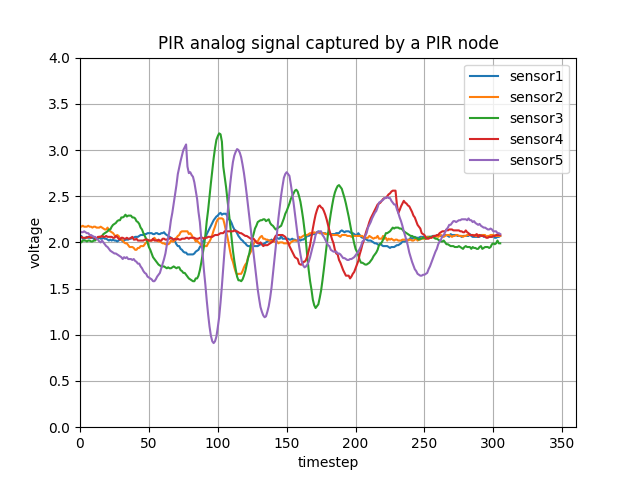 PIR analog signal captured by a PIR node
4.0
3.5
3.0
2.5
2.0
1.5
1.0
0.5
0.0
voltage
sensor1
sensor2
sensor3
sensor4
sensor5
0 50 100 150 200 250 300 350
timestep